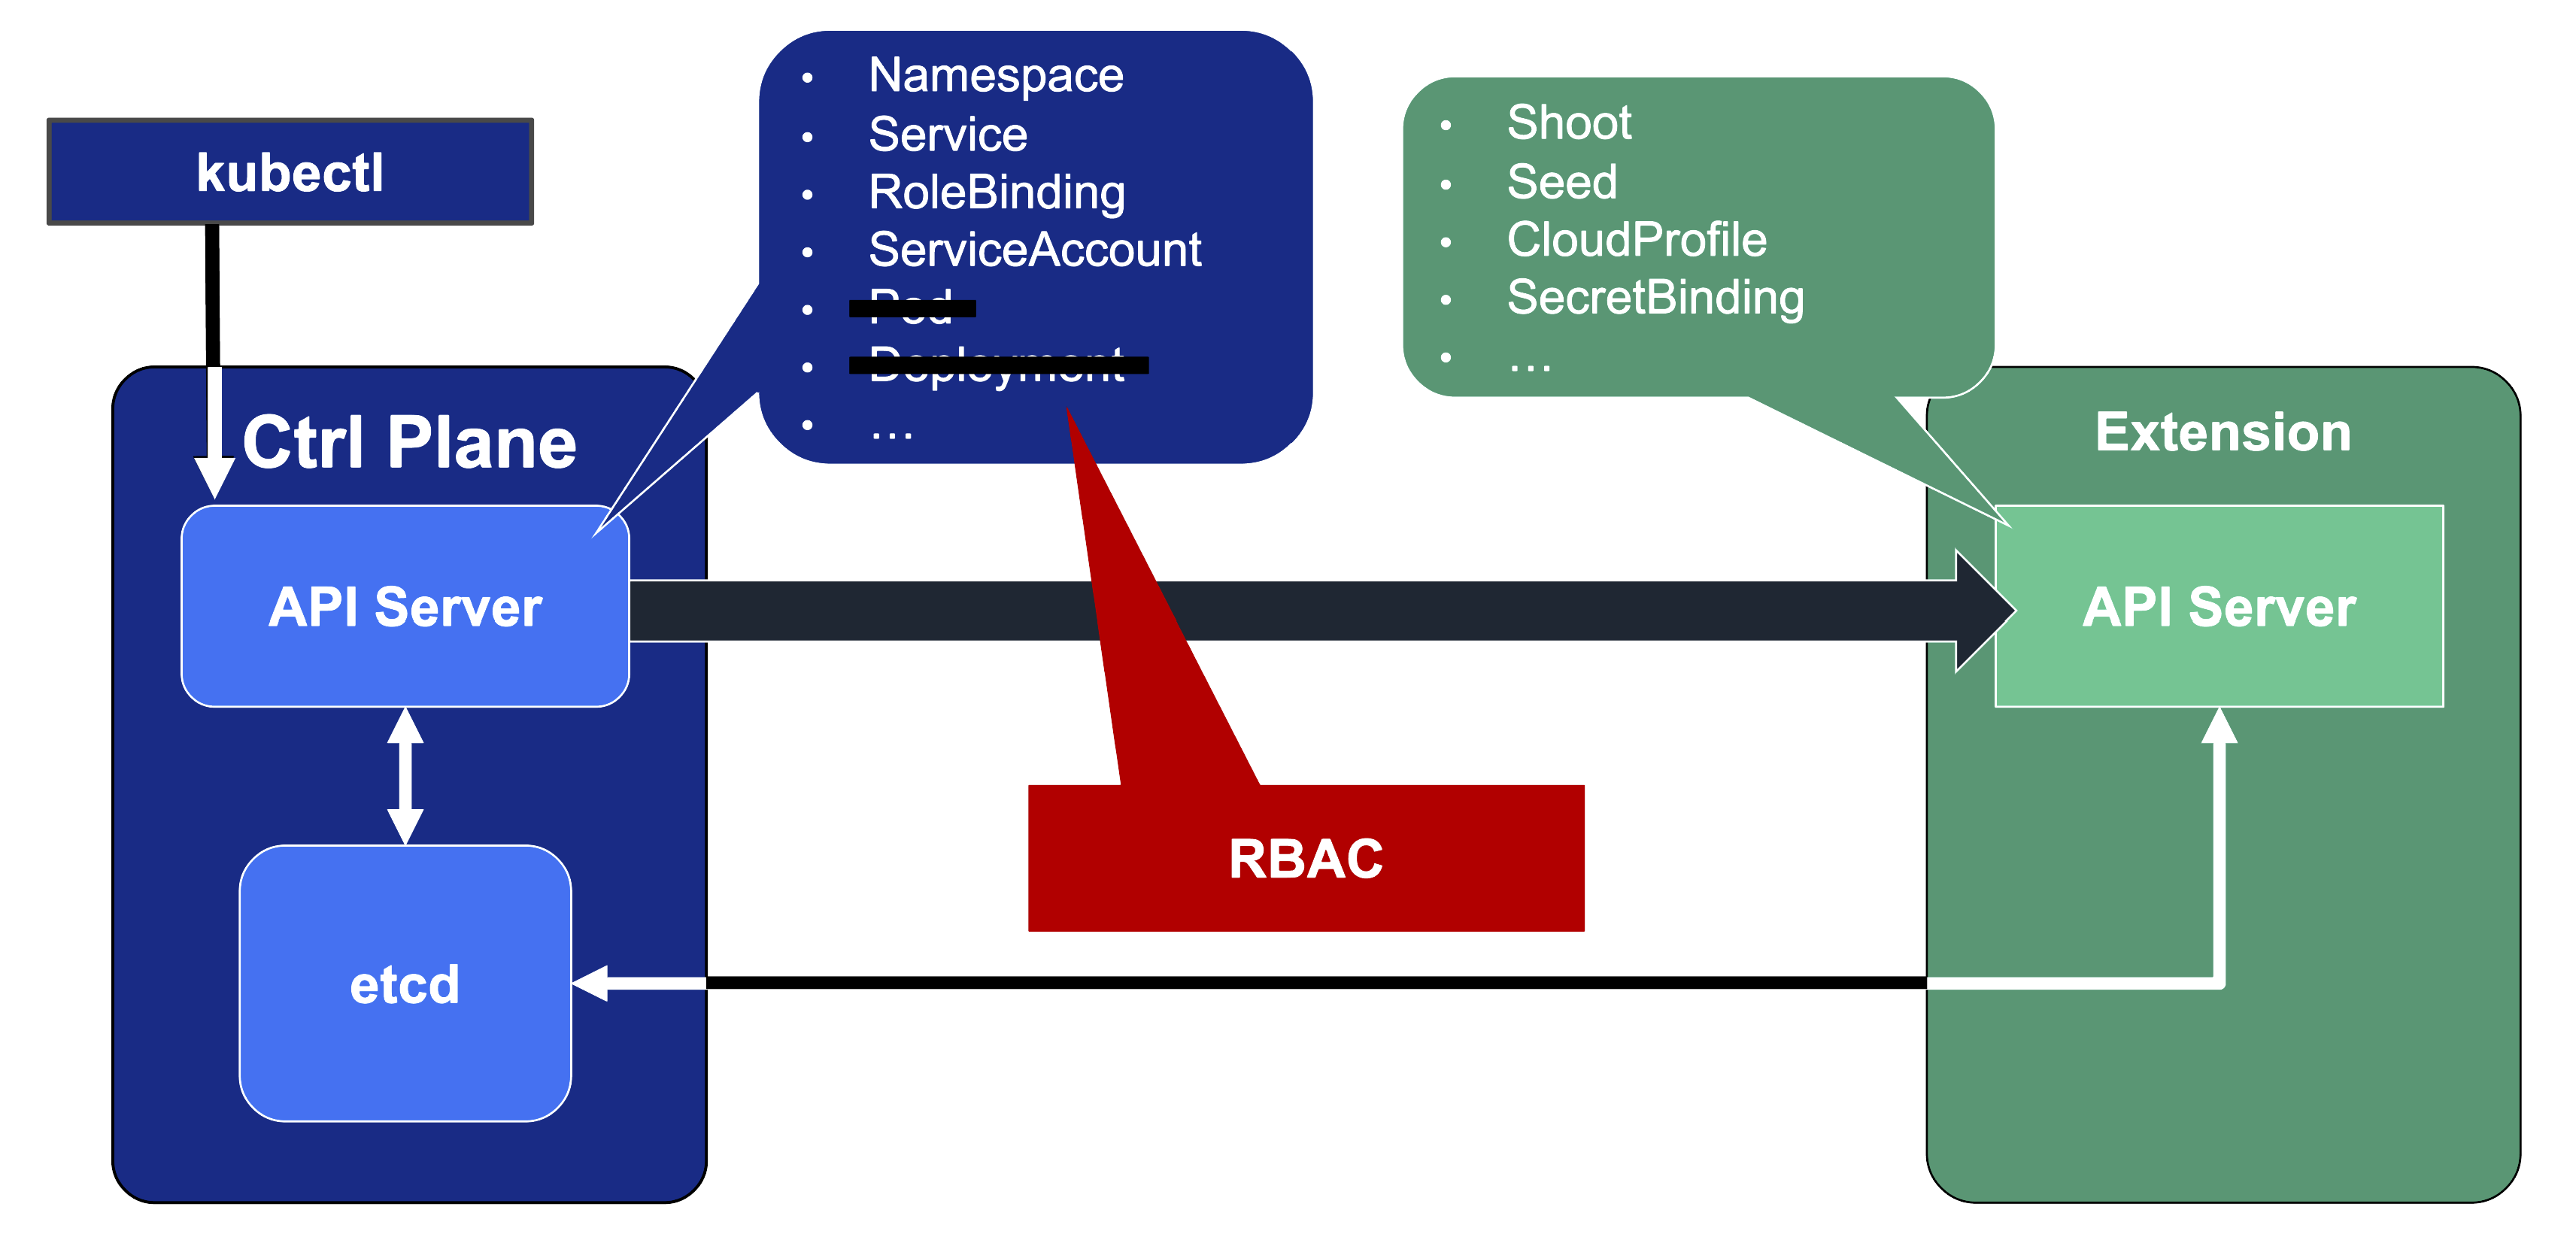 kubectl
• Namespace
• Service
• RoleBinding
• ServiceAccount
• Pod
• Deployment
• …
• Shoot
• Seed
• CloudProfile
• SecretBinding
• …
Ctrl Plane
API Server
etcd
RBAC
Extension
API Server